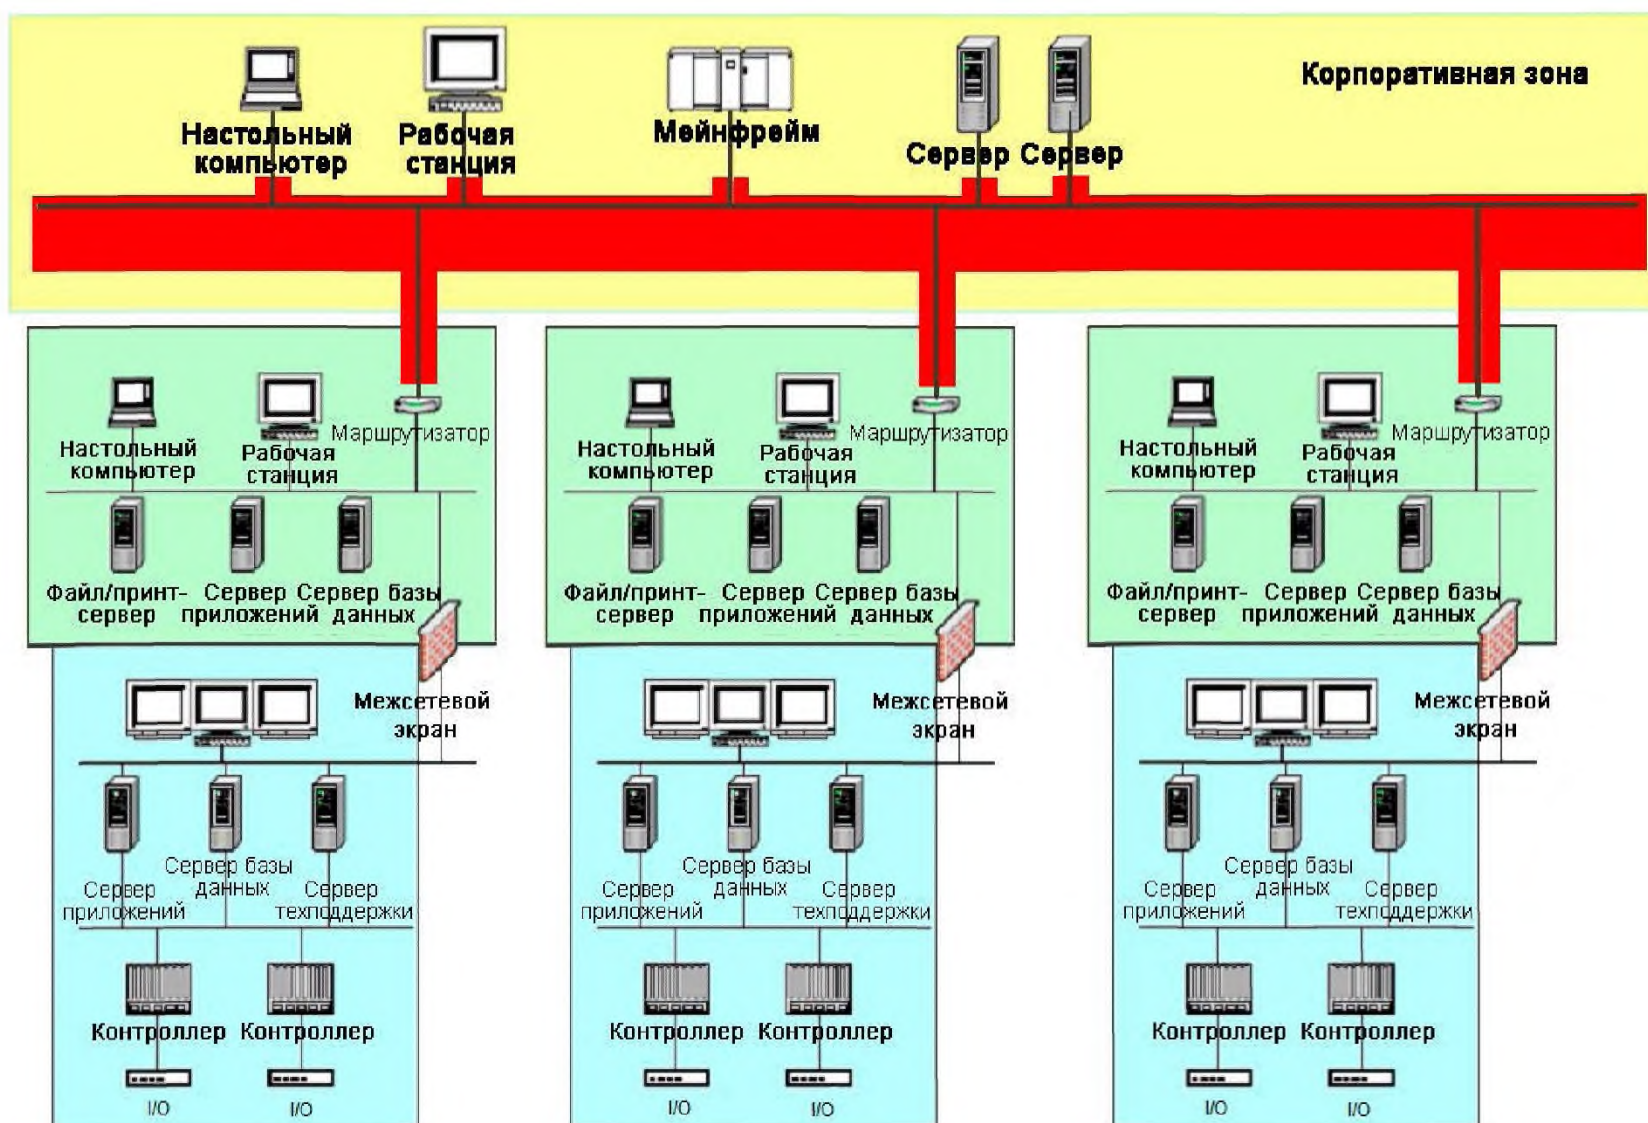 Корпоративная зона
Настольный
компьютер
Рабочая
станция
Мейнфрейм
Сервер
Сервер
Маршрутизатор
Настольный
компьютер
Рабочая
станция
Файл/принт-
сервер
Сервер
приложений
Сервер базы
данных
Межсетевой
экран
Сервер
приложений
Сервер базы
данных
Сервер
техподдержки
Контроллер
Контроллер
I/O
I/O
Маршрутизатор
Настольный
компьютер
Рабочая
станция
Файл/принт-
сервер
Сервер
приложений
Сервер базы
данных
Межсетевой
экран
Сервер
приложений
Сервер базы
данных
Сервер
техподдержки
Контроллер
Контроллер
I/O
I/O
Маршрутизатор
Настольный
компьютер
Рабочая
станция
Файл/принт-
сервер
Сервер
приложений
Сервер базы
данных
Межсетевой
экран
Сервер
приложений
Сервер базы
данных
Сервер
техподдержки
Контроллер
Контроллер
I/O
I/O